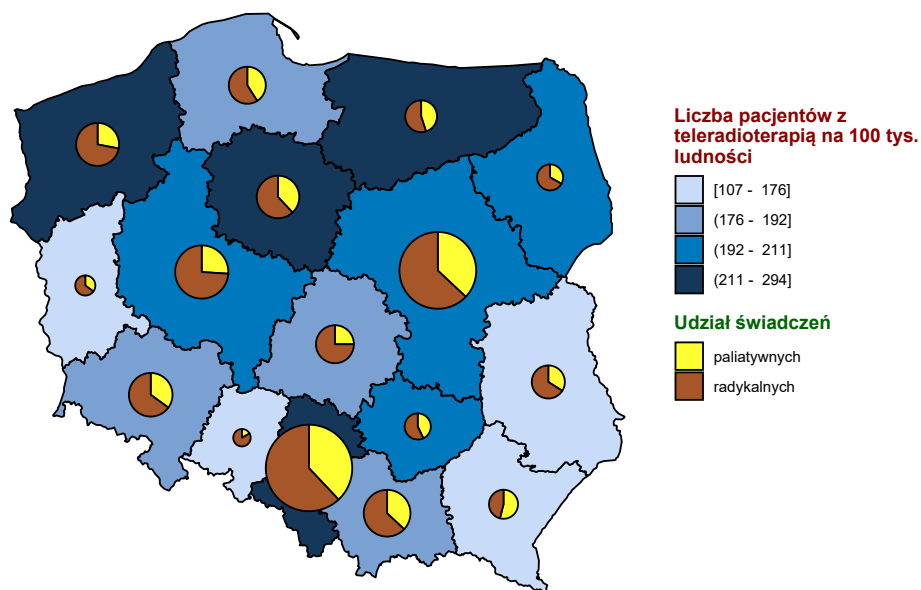 Liczba pacjentów z
teleradioterapią na 100 tys.
ludności
[107 - 176]
(176 - 192]
(192 - 211]
(211 - 294]
Udział świadczeń
paliatywnych
radykalnych